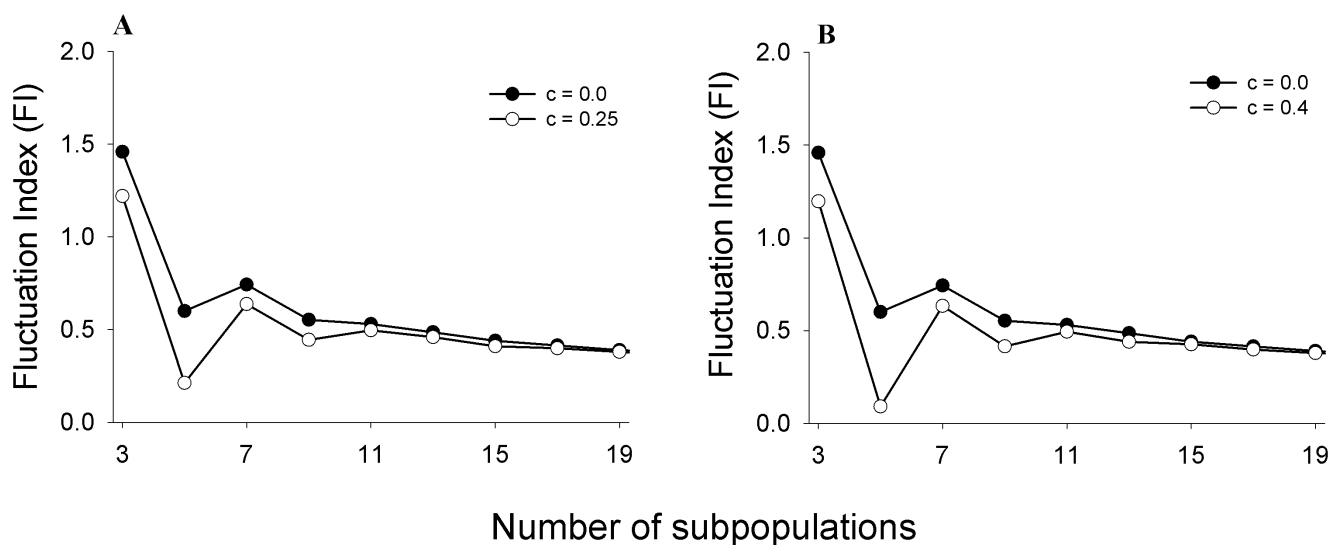 A
2.0
1.5
1.0
0.5
0.0
Fluctuation Index (FI)
c = 0.0
c = 0.25
3 7 11 15 19
B
2.0
1.5
1.0
0.5
0.0
Fluctuation Index (FI)
c = 0.0
c = 0.4
3 7 11 15 19
Number of subpopulations